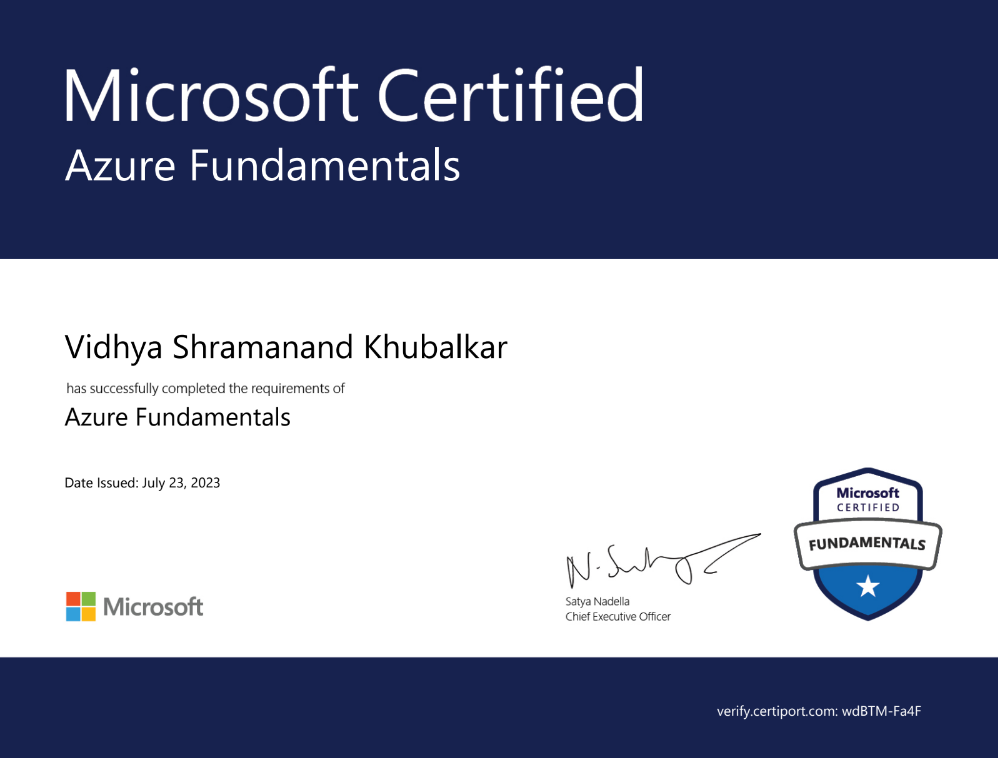 Microsoft Certified
Azure Fundamentals
Vidhya Shramanand Khubalkar
has successfully completed the requirements of
Azure Fundamentals
Date Issued: July 23, 2023
Microsoft
CERTIFIED
FUNDAMENTALS
N. Satya
Satya Nadella
Chief Executive Officer
Microsoft
verify.certiport.com: wdBTM-Fa4F